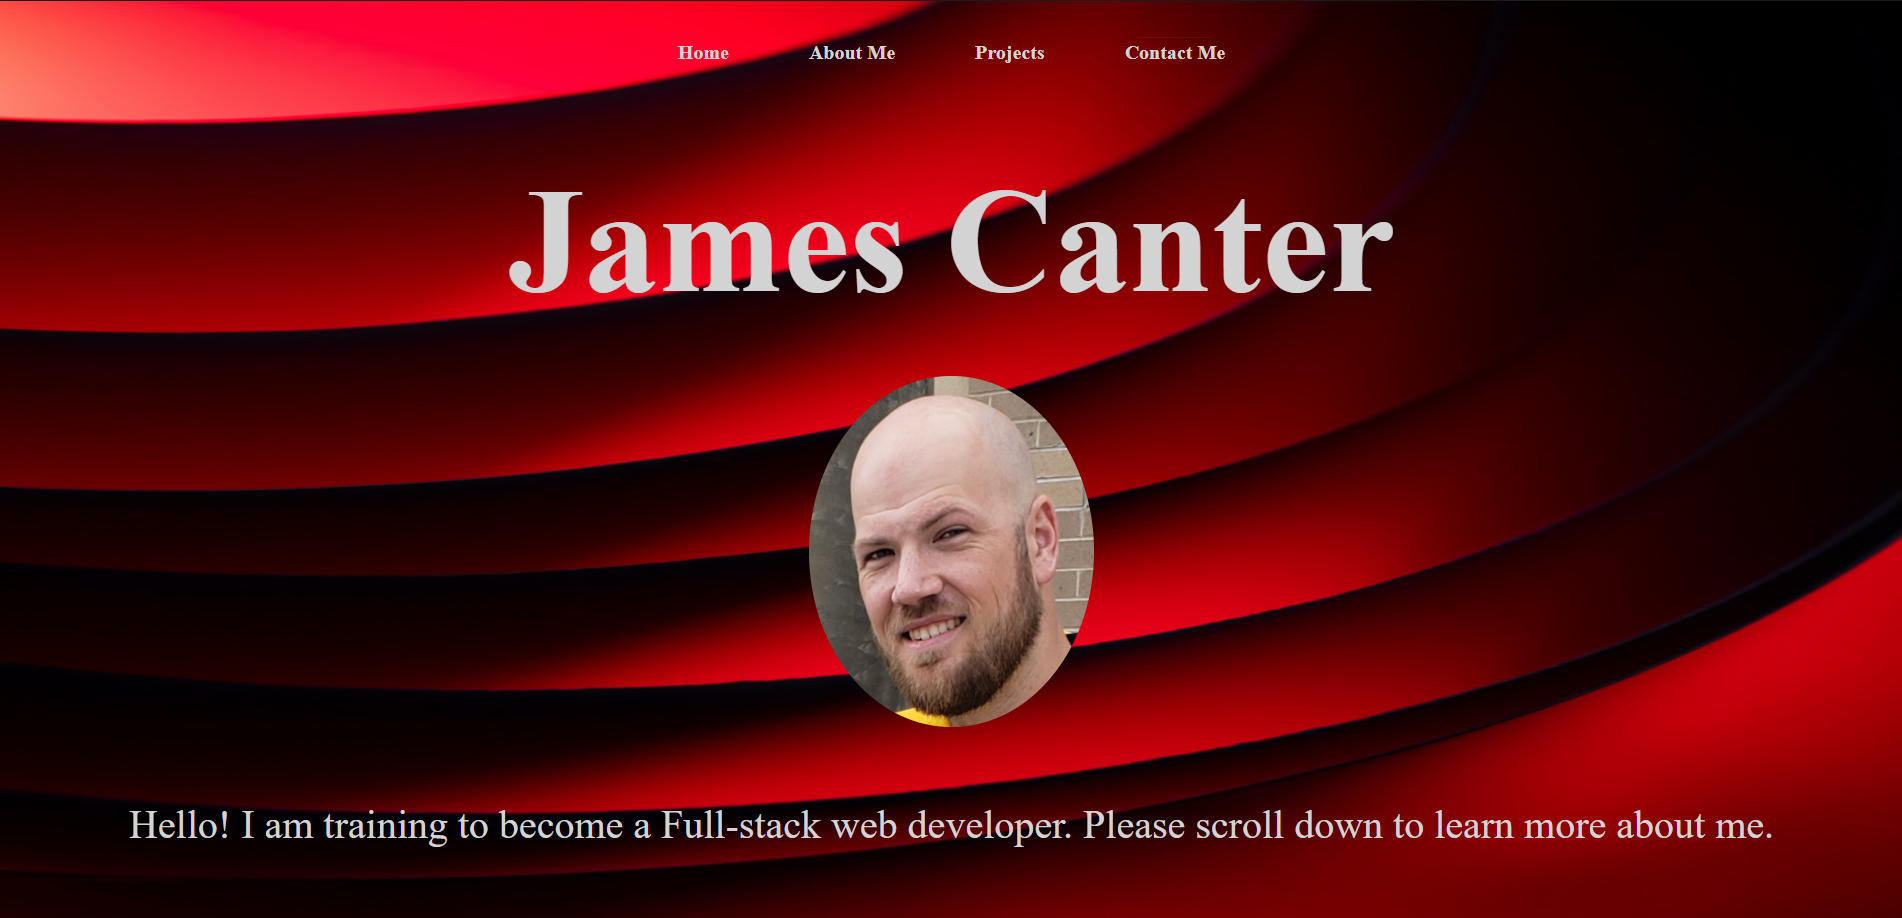 Home About Me Projects Contact Me
James Canter
Hello! I am training to become a Full-stack web developer. Please scroll down to learn more about me.